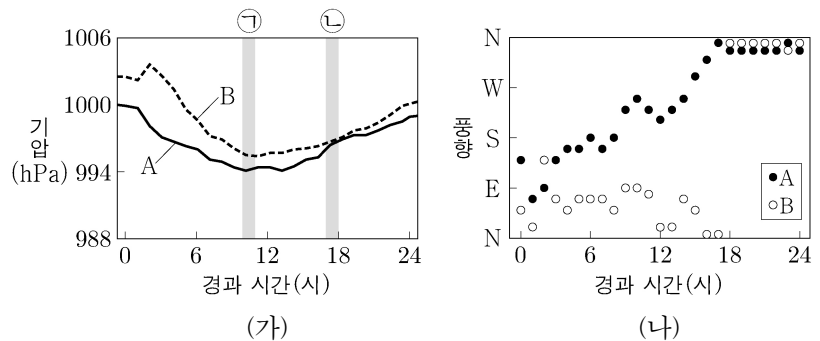 ㉠ ㉡
1006
1000
994
988
기압
(hPa)
A
B
0 6 12 18 24
경과 시간(시)
(가)
N
W
S
E
N
풍향
● A
○ B
0 6 12 18 24
경과 시간(시)
(나)